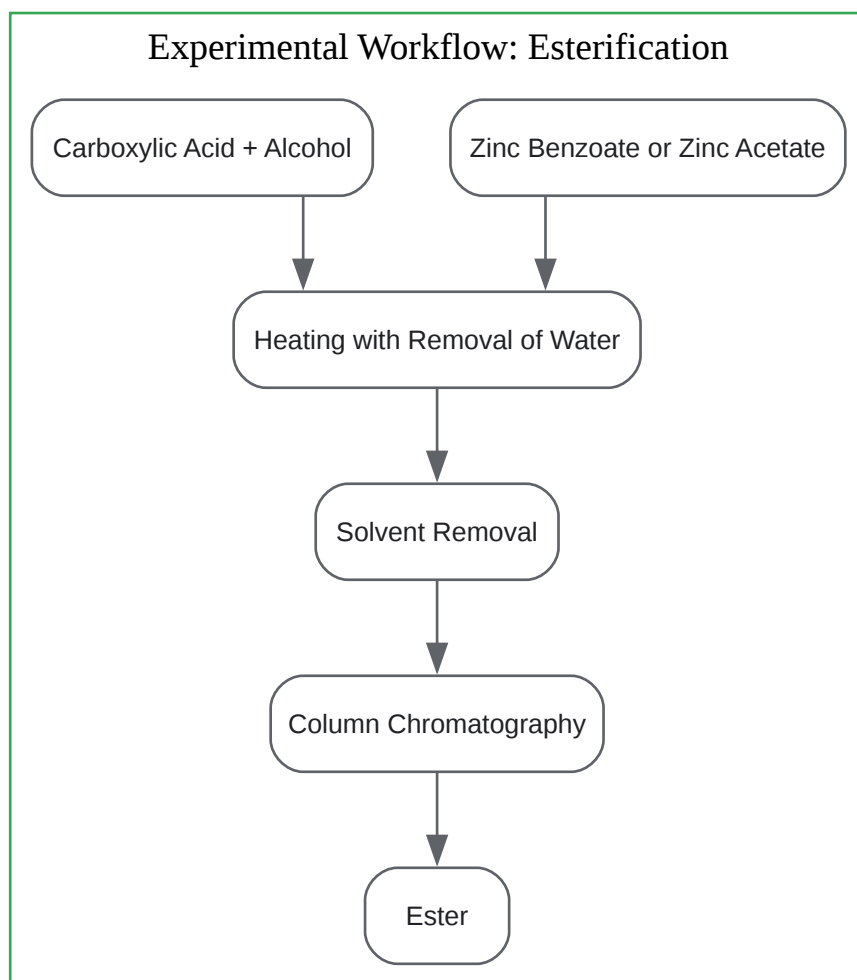 Experimental Workflow: Esterification
Carboxylic Acid + Alcohol
Zinc Benzoate or Zinc Acetate
Heating with Removal of Water
Solvent Removal
Column Chromatography
Ester